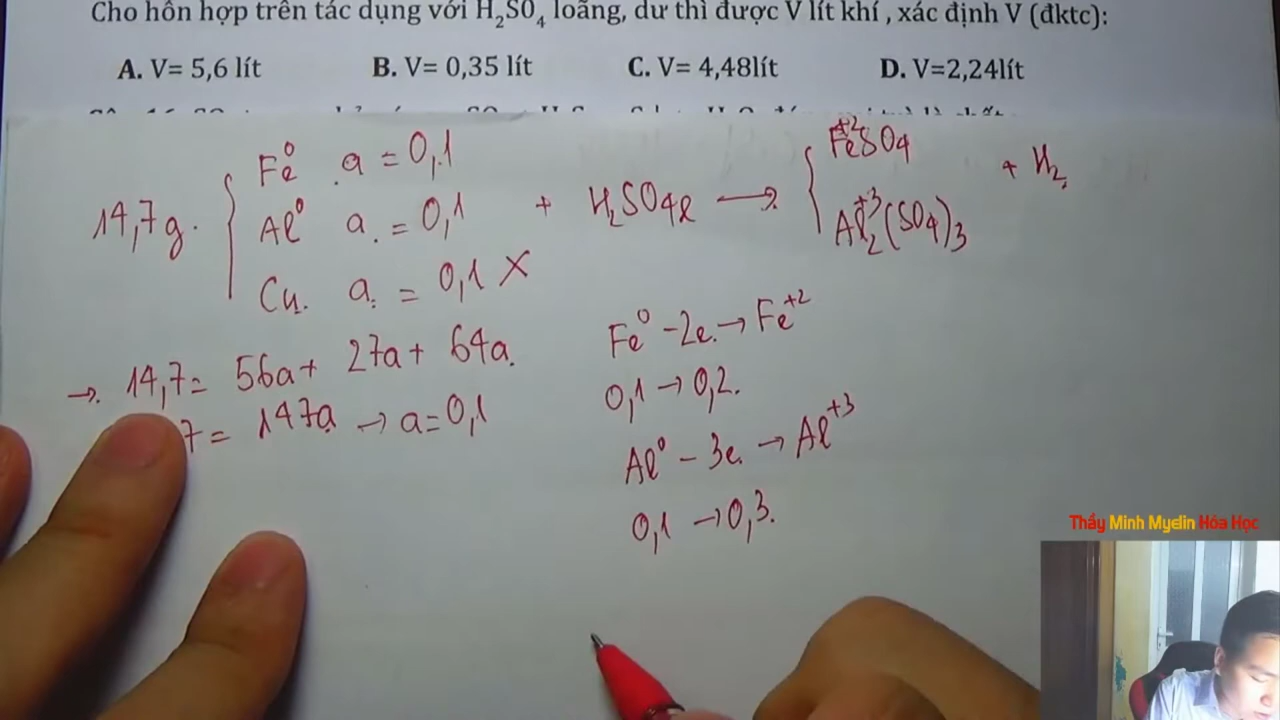 Cho hỗn hợp trên tác dụng với H₂SO₄ loãng, dư thì được V lít khí , xác định V (đktc):
A. V= 5,6 lít B. V= 0,35 lít C. V= 4,48lít D. V=2,24lít
Fe⁰ a = 0,1
14,7g. Al⁰ a. = 0,1 + H₂SO₄l → Fe⁺²SO₄ + H₂
Al₂⁺³(SO₄)₃
Cu. a. = 0,1 X
→ 14,7 = 56a + 27a + 64a.
7 = 147a → a = 0,1
Fe⁰ - 2e. → Fe⁺²
0,1 → 0,2.
Al⁰ - 3e. → Al⁺³
0,1 → 0,3.
Thầy Minh Myelin Hóa Học